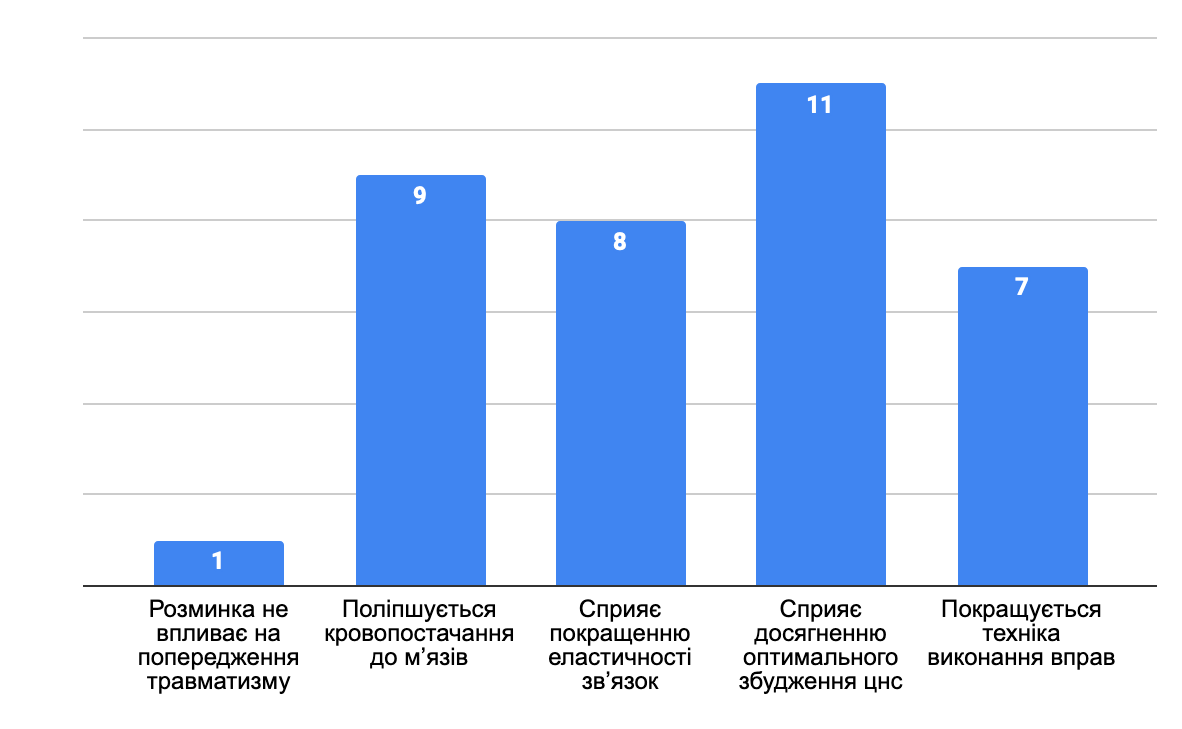 11
9
8
7
1
Розминка не
впливає на
попередження
травматизму
Поліпшується
кровопостачання
до м’язів
Сприяє
покращенню
еластичності
зв’язок
Сприяє
досягненню
оптимального
збудження цнс
Покращується
техніка
виконання вправ